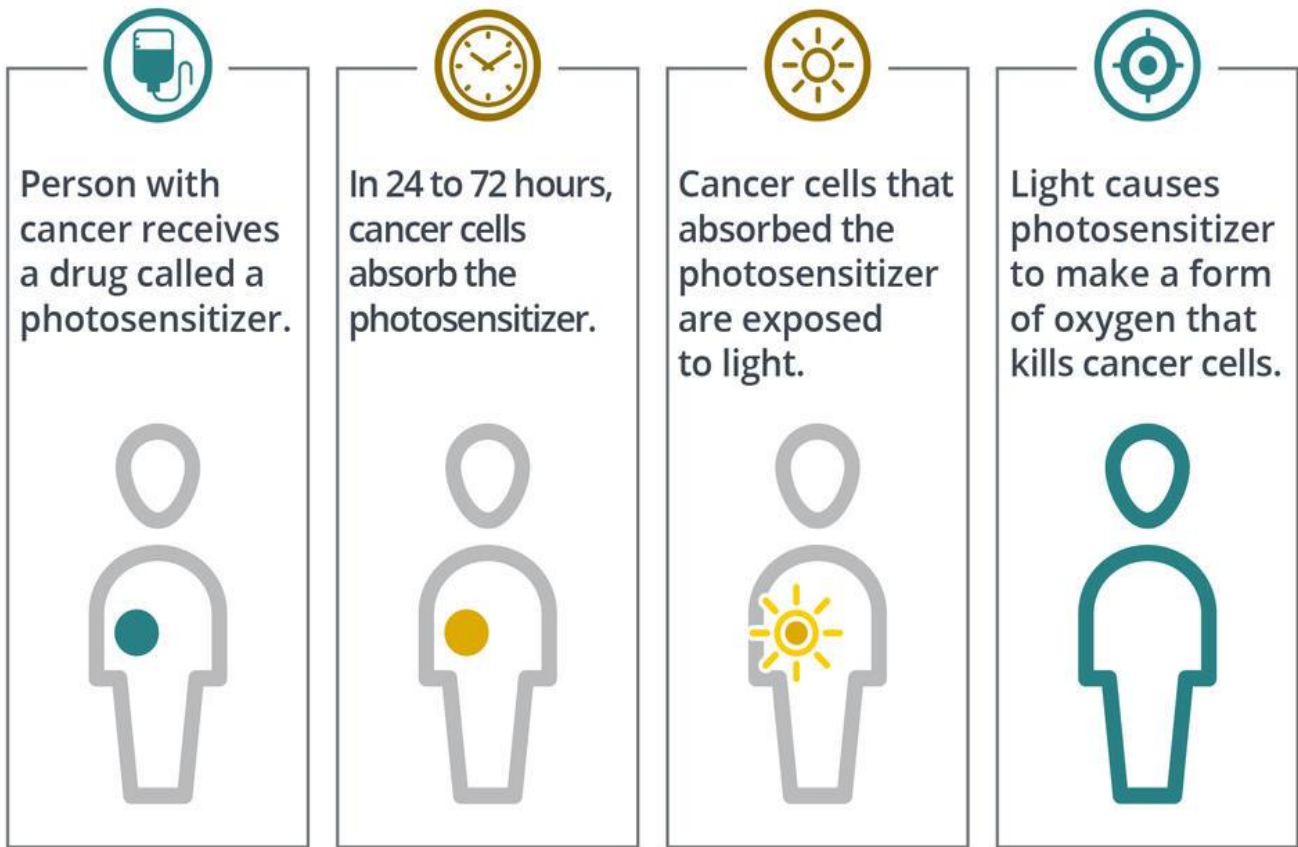 Person with
cancer receives
a drug called a
photosensitizer.
In 24 to 72 hours,
cancer cells
absorb the
photosensitizer.
Cancer cells that
absorbed the
photosensitizer
are exposed
to light.
Light causes
photosensitizer
to make a form
of oxygen that
kills cancer cells.